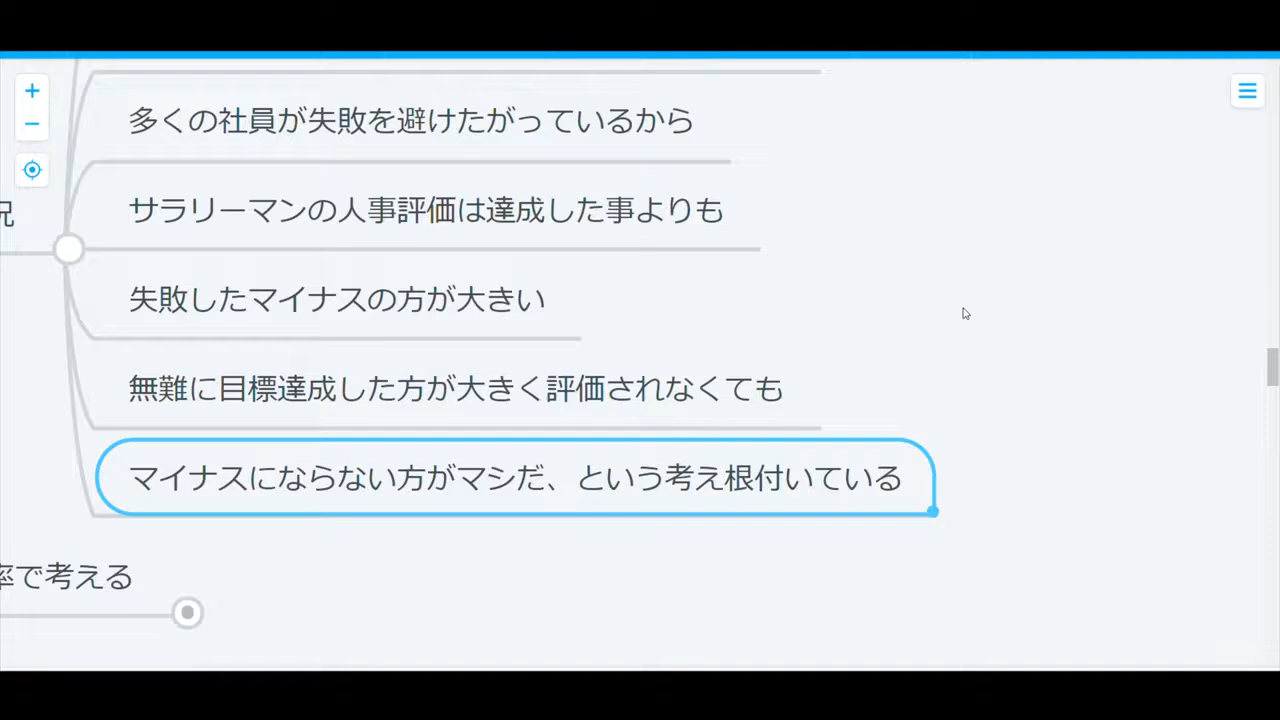 多くの社員が失敗を避けたがっているから
サラリーマンの人事評価は達成した事よりも
況
失敗したマイナスの方が大きい
無難に目標達成した方が大きく評価されなくても
マイナスにならない方がマシだ、という考え根付いている
率で考える